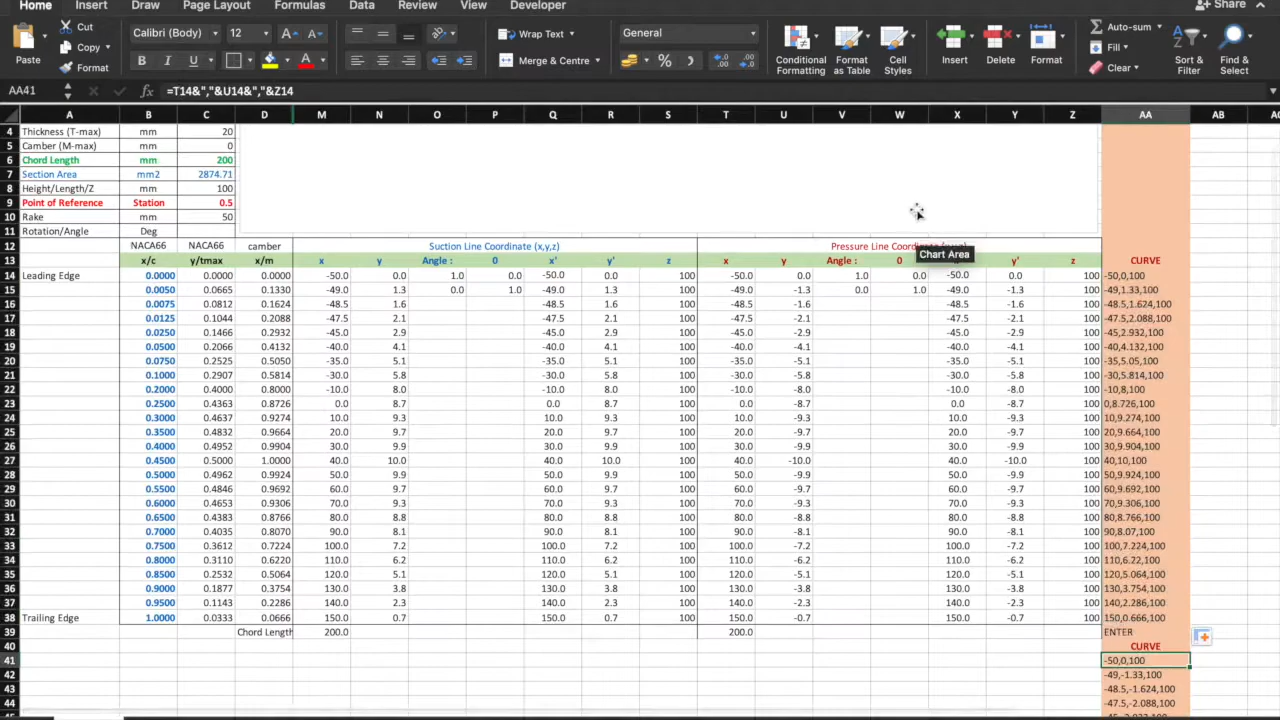 Home Insert Draw Page Layout Formulas Data Review View Developer Share
Cut Calibri (Body) 12 A A Wrap Text General Auto-sum
Paste Copy Fill
Format B I U A Merge & Centre % Conditional Formatting Format as Table Cell Styles Insert Delete Format Clear Sort & Filter Find & Select
AA41 fx =T14&","&U14&","&Z14
A B C D M N O P Q R S T U V W X Y Z AA AB AC
4 Thickness (T-max) mm 20
5 Camber (M-max) mm 0
6 Chord Length mm 200
7 Section Area mm2 2874.71
8 Height/Length/Z mm 100
9 Point of Reference Station 0.5
10 Rake mm 50
11 Rotation/Angle Deg
12 NACA66 NACA66 camber Suction Line Coordinate (x,y,z) Pressure Line Coordinate
Chart Area
13 x/c y/tmax x/m x y Angle : 0 x' y' z x y Angle : 0 y' z CURVE
14 Leading Edge 0.0000 0.0000 0.0000 -50.0 0.0 1.0 0.0 -50.0 0.0 100 -50.0 0.0 1.0 0.0 -50.0 0.0 100 -50,0,100
15 0.0050 0.0665 0.1330 -49.0 1.3 0.0 1.0 -49.0 1.3 100 -49.0 -1.3 0.0 1.0 -49.0 -1.3 100 -49,1.33,100
16 0.0075 0.0812 0.1624 -48.5 1.6 -48.5 1.6 100 -48.5 -1.6 -48.5 -1.6 100 -48.5,1.624,100
17 0.0125 0.1044 0.2088 -47.5 2.1 -47.5 2.1 100 -47.5 -2.1 -47.5 -2.1 100 -47.5,2.088,100
18 0.0250 0.1466 0.2932 -45.0 2.9 -45.0 2.9 100 -45.0 -2.9 -45.0 -2.9 100 -45,2.932,100
19 0.0500 0.2066 0.4132 -40.0 4.1 -40.0 4.1 100 -40.0 -4.1 -40.0 -4.1 100 -40,4.132,100
20 0.0750 0.2525 0.5050 -35.0 5.1 -35.0 5.1 100 -35.0 -5.1 -35.0 -5.1 100 -35,5.05,100
21 0.1000 0.2907 0.5814 -30.0 5.8 -30.0 5.8 100 -30.0 -5.8 -30.0 -5.8 100 -30,5.814,100
22 0.2000 0.4000 0.8000 -10.0 8.0 -10.0 8.0 100 -10.0 -8.0 -10.0 -8.0 100 -10,8,100
23 0.2500 0.4363 0.8726 0.0 8.7 0.0 8.7 100 0.0 -8.7 0.0 -8.7 100 0,8.726,100
24 0.3000 0.4637 0.9274 10.0 9.3 10.0 9.3 100 10.0 -9.3 10.0 -9.3 100 10,9.274,100
25 0.3500 0.4832 0.9664 20.0 9.7 20.0 9.7 100 20.0 -9.7 20.0 -9.7 100 20,9.664,100
26 0.4000 0.4952 0.9904 30.0 9.9 30.0 9.9 100 30.0 -9.9 30.0 -9.9 100 30,9.904,100
27 0.4500 0.5000 1.0000 40.0 10.0 40.0 10.0 100 40.0 -10.0 40.0 -10.0 100 40,10,100
28 0.5000 0.4962 0.9924 50.0 9.9 50.0 9.9 100 50.0 -9.9 50.0 -9.9 100 50,9.924,100
29 0.5500 0.4846 0.9692 60.0 9.7 60.0 9.7 100 60.0 -9.7 60.0 -9.7 100 60,9.692,100
30 0.6000 0.4653 0.9306 70.0 9.3 70.0 9.3 100 70.0 -9.3 70.0 -9.3 100 70,9.306,100
31 0.6500 0.4383 0.8766 80.0 8.8 80.0 8.8 100 80.0 -8.8 80.0 -8.8 100 80,8.766,100
32 0.7000 0.4035 0.8070 90.0 8.1 90.0 8.1 100 90.0 -8.1 90.0 -8.1 100 90,8.07,100
33 0.7500 0.3612 0.7224 100.0 7.2 100.0 7.2 100 100.0 -7.2 100.0 -7.2 100 100,7.224,100
34 0.8000 0.3110 0.6220 110.0 6.2 110.0 6.2 100 110.0 -6.2 110.0 -6.2 100 110,6.22,100
35 0.8500 0.2532 0.5064 120.0 5.1 120.0 5.1 100 120.0 -5.1 120.0 -5.1 100 120,5.064,100
36 0.9000 0.1877 0.3754 130.0 3.8 130.0 3.8 100 130.0 -3.8 130.0 -3.8 100 130,3.754,100
37 0.9500 0.1143 0.2286 140.0 2.3 140.0 2.3 100 140.0 -2.3 140.0 -2.3 100 140,2.286,100
38 Trailing Edge 1.0000 0.0333 0.0666 150.0 0.7 150.0 0.7 100 150.0 -0.7 150.0 -0.7 100 150,0.666,100
39 Chord Length 200.0 200.0 ENTER
40 CURVE
41 -50,0,100
42 -49,-1.33,100
43 -48.5,-1.624,100
44 -47.5,-2.088,100